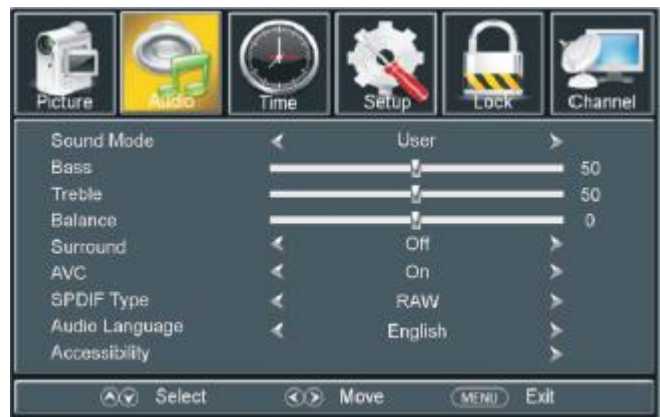 Picture Audio Time Setup Lock Channel
Sound Mode User
Bass 50
Treble 50
Balance 0
Surround Off
AVC On
SPDIF Type RAW
Audio Language English
Accessibility
Select Move MENU Exit